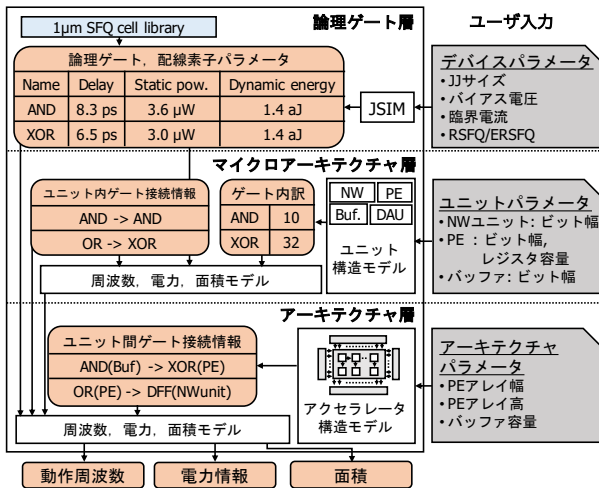 論理ゲート層
ユーザ入力
1μm SFQ cell library
論理ゲート，配線素子パラメータ
Name Delay Static pow. Dynamic energy
AND 8.3 ps 3.6 μW 1.4 aJ
XOR 6.5 ps 3.0 μW 1.4 aJ
JSIM
デバイスパラメータ
•JJサイズ
•バイアス電圧
•臨界電流
•RSFQ/ERSFQ
マイクロアーキテクチャ層
ユニット内ゲート接続情報
AND -> AND
OR -> XOR
ゲート内訳
AND 10
XOR 32
NW PE
Buf. DAU
ユニット
構造モデル
ユニットパラメータ
•NWユニット: ビット幅
•PE : ビット幅,
レジスタ容量
•バッファ: ビット幅
周波数，電力，面積モデル
アーキテクチャ層
ユニット間ゲート接続情報
AND(Buf) -> XOR(PE)
OR(PE) -> DFF(NWunit)
アクセラレータ
構造モデル
アーキテクチャ
パラメータ
•PEアレイ幅
•PEアレイ高
•バッファ容量
周波数，電力，面積モデル
動作周波数
電力情報
面積